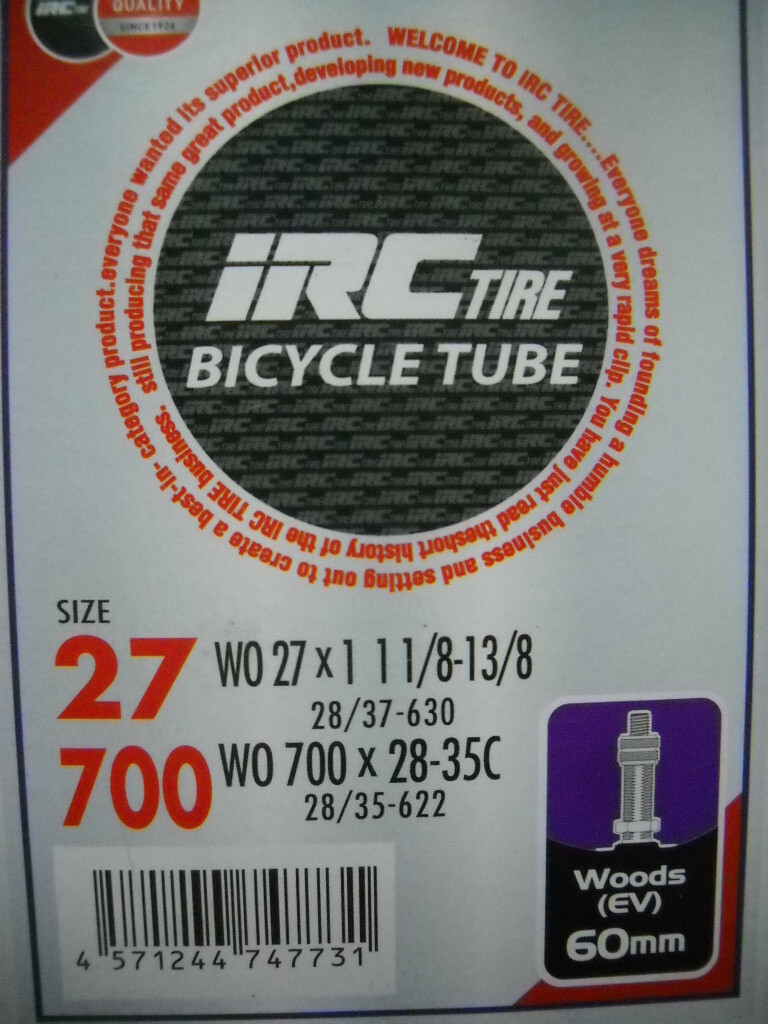 iRC
QUALITY
SINCE1926
WELCOME TO iRC TIRE....Everyone dreams of founding a humble business and setting out to create a best-in- category product.everyone wanted its superior product.
still producing that same great product,developing new products, and growing at a very rapid clip. You have just read theshort history of the IRC TIRE business.
iRC TIRE
BICYCLE TUBE
SIZE
27 WO 27 x 1 1 1/8-13/8
28/37-630
700 WO 700 x 28-35C
28/35-622
Woods
(EV)
60mm
4 571244 747731